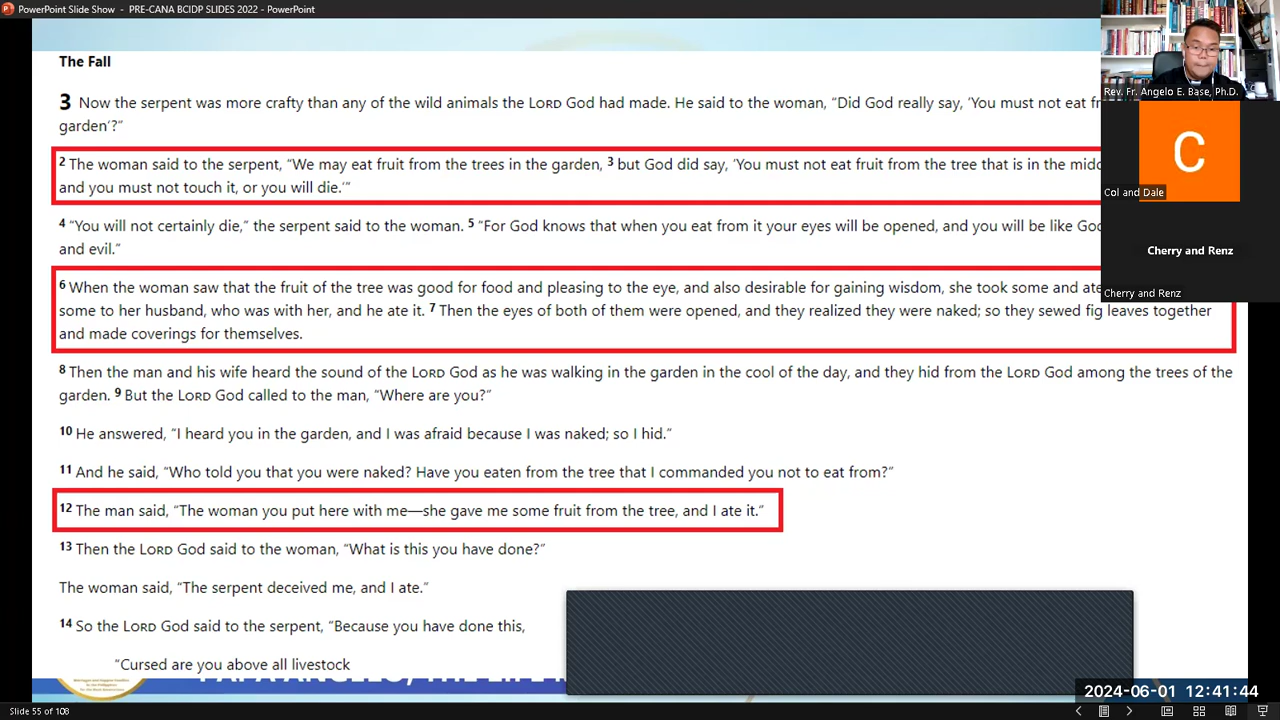 PowerPoint Slide Show - PRE-CANA BCIDP SLIDES 2022 - PowerPoint
The Fall
3 Now the serpent was more crafty than any of the wild animals the LORD God had made. He said to the woman, “Did God really say, ‘You must not eat
garden’?”
2 The woman said to the serpent, “We may eat fruit from the trees in the garden, 3 but God did say, ‘You must not eat fruit from the tree that is in the
and you must not touch it, or you will die.’”
4 “You will not certainly die,” the serpent said to the woman. 5 “For God knows that when you eat from it your eyes will be opened, and you will be like
and evil.”
6 When the woman saw that the fruit of the tree was good for food and pleasing to the eye, and also desirable for gaining wisdom, she took some and
some to her husband, who was with her, and he ate it. 7 Then the eyes of both of them were opened, and they realized they were naked; so they sewed fig leaves together
and made coverings for themselves.
8 Then the man and his wife heard the sound of the LORD God as he was walking in the garden in the cool of the day, and they hid from the LORD God among the trees of the
garden. 9 But the LORD God called to the man, “Where are you?”
10 He answered, “I heard you in the garden, and I was afraid because I was naked; so I hid.”
11 And he said, “Who told you that you were naked? Have you eaten from the tree that I commanded you not to eat from?”
12 The man said, “The woman you put here with me—she gave me some fruit from the tree, and I ate it.”
13 Then the LORD God said to the woman, “What is this you have done?”
The woman said, “The serpent deceived me, and I ate.”
14 So the LORD God said to the serpent, “Because you have done this,
“Cursed are you above all livestock
Rev. Fr. Angelo E. Base, Ph.D.
C
Col and Dale
Cherry and Renz
Cherry and Renz
2024-06-01 12:41:44
Slide 55 of 108